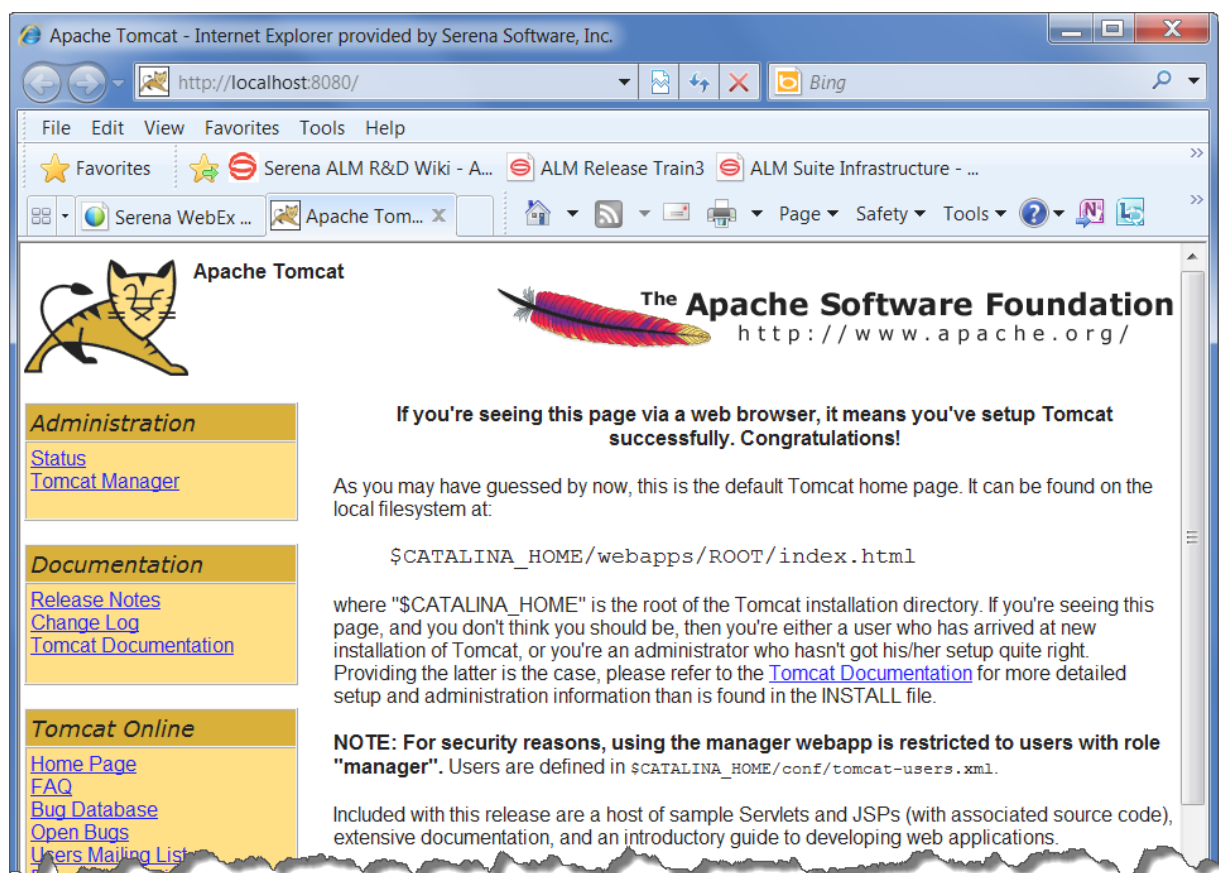 Apache Tomcat - Internet Explorer provided by Serena Software, Inc.
http://localhost:8080/
Bing
File Edit View Favorites Tools Help
Favorites Serena ALM R&D Wiki - A... ALM Release Train3 ALM Suite Infrastructure - ...
Serena WebEx ... Apache Tom... Page Safety Tools
Apache Tomcat
The Apache Software Foundation
http://www.apache.org/
Administration
Status
Tomcat Manager
Documentation
Release Notes
Change Log
Tomcat Documentation
Tomcat Online
Home Page
FAQ
Bug Database
Open Bugs
Users Mailing List
If you're seeing this page via a web browser, it means you've setup Tomcat
successfully. Congratulations!
As you may have guessed by now, this is the default Tomcat home page. It can be found on the
local filesystem at:
$CATALINA_HOME/webapps/ROOT/index.html
where "$CATALINA_HOME" is the root of the Tomcat installation directory. If you're seeing this
page, and you don't think you should be, then you're either a user who has arrived at new
installation of Tomcat, or you're an administrator who hasn't got his/her setup quite right.
Providing the latter is the case, please refer to the Tomcat Documentation for more detailed
setup and administration information than is found in the INSTALL file.
NOTE: For security reasons, using the manager webapp is restricted to users with role
"manager". Users are defined in $CATALINA_HOME/conf/tomcat-users.xml.
Included with this release are a host of sample Servlets and JSPs (with associated source code),
extensive documentation, and an introductory guide to developing web applications.